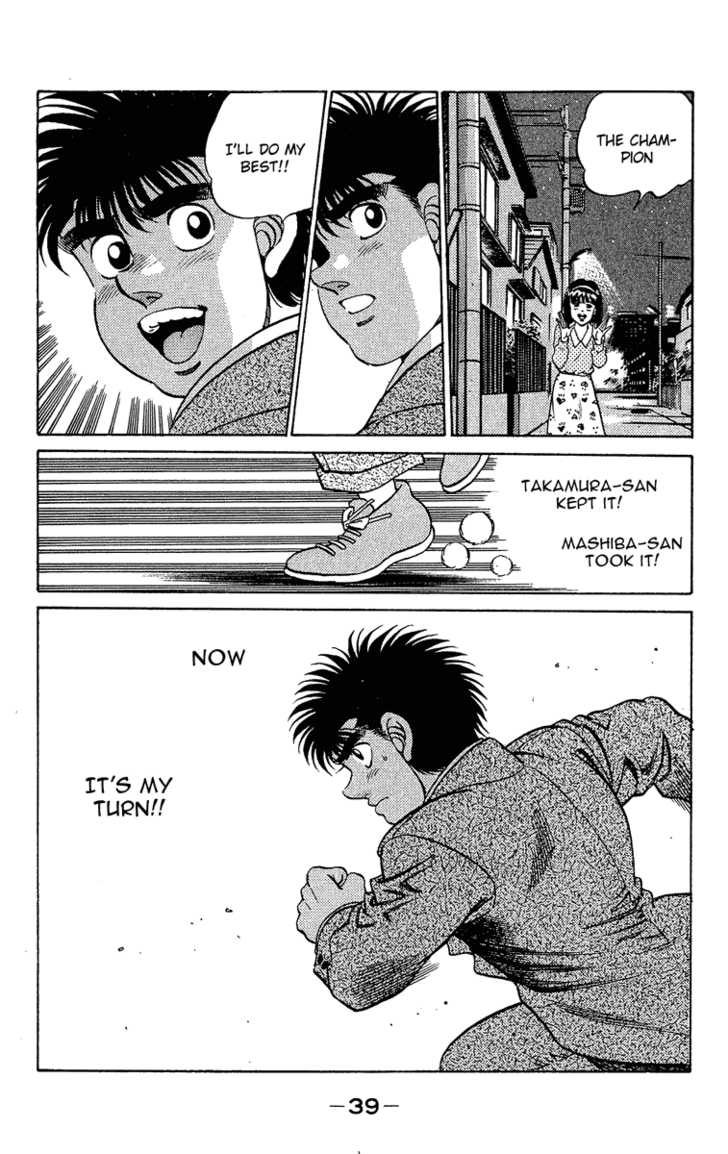 THE CHAM-
PION
I'LL DO MY
BEST!!
TAKAMURA-SAN
KEPT IT!
MASHIBA-SAN
TOOK IT!
NOW
IT'S MY
TURN!!
-39-